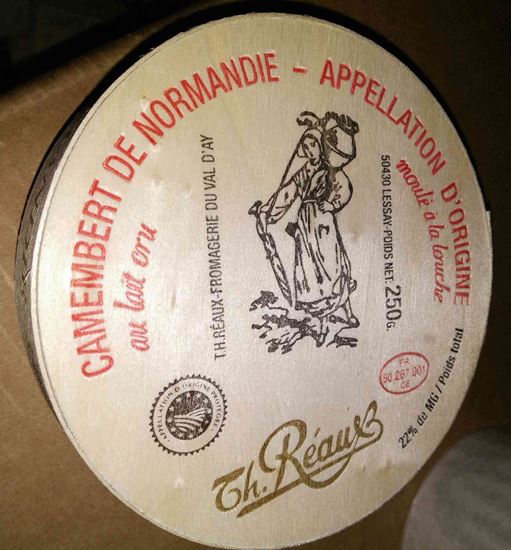 CAMEMBERT DE NORMANDIE - APPELLATION D'ORIGINE
au lait cru
moulé à la louche
TH.RÉAUX-FROMAGERIE DU VAL D'AY
50430 LESSAY-POIDS NET: 250G.
APPELLATION D'ORIGINE PROTÉGÉE
FR
50.267.001
CE
22% de MG / Poids total
Th. Réaux